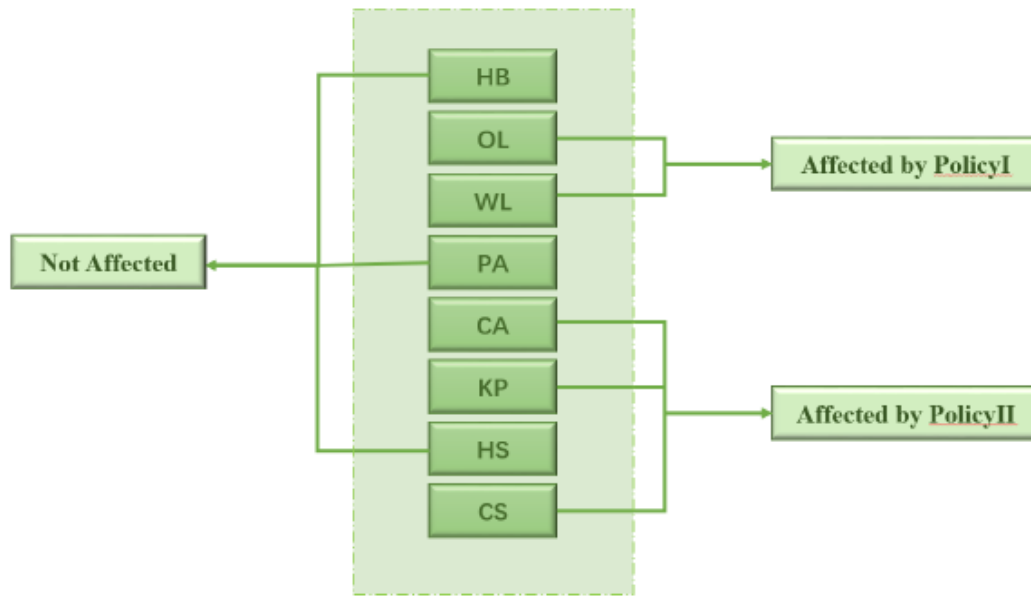 HB
OL
WL
PA
CA
KP
HS
CS
Not Affected
Affected by PolicyI
Affected by PolicyII